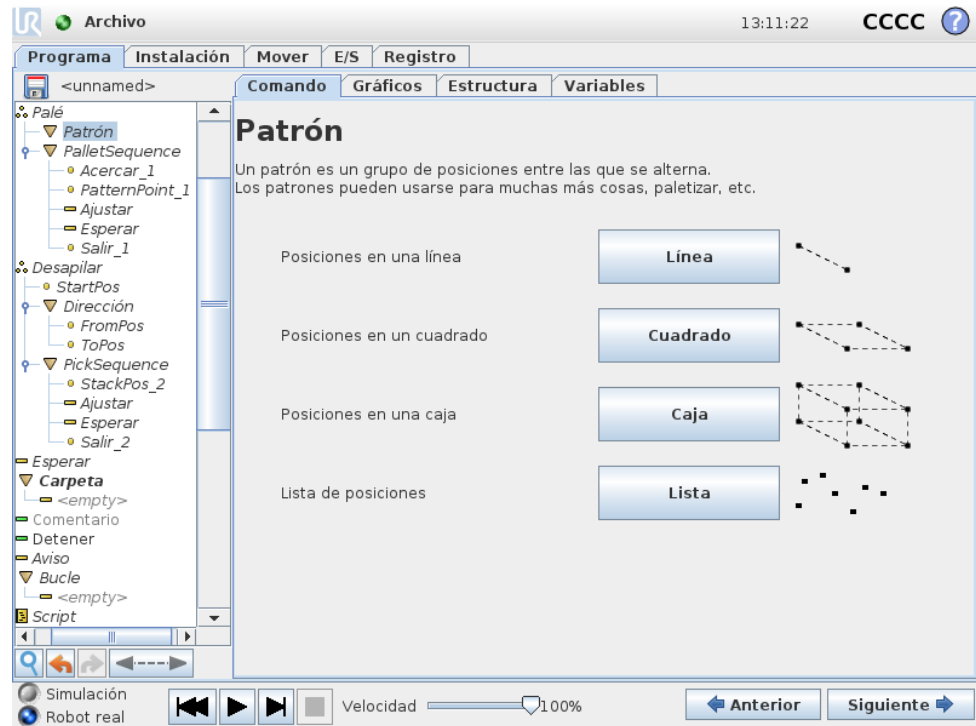 UR
Archivo
13:11:22
CCCC
?
Programa
Instalación
Mover
E/S
Registro
<unnamed>
Comando
Gráficos
Estructura
Variables
Palé
Patrón
PalletSequence
Acercar_1
PatternPoint_1
Ajustar
Esperar
Salir_1
Desapilar
StartPos
Dirección
FromPos
ToPos
PickSequence
StackPos_2
Ajustar
Esperar
Salir_2
Esperar
Carpeta
<empty>
Comentario
Detener
Aviso
Bucle
<empty>
Script
Patrón
Un patrón es un grupo de posiciones entre las que se alterna.
Los patrones pueden usarse para muchas más cosas, paletizar, etc.
Posiciones en una línea
Línea
Posiciones en un cuadrado
Cuadrado
Posiciones en una caja
Caja
Lista de posiciones
Lista
Simulación
Robot real
Velocidad
100%
Anterior
Siguiente